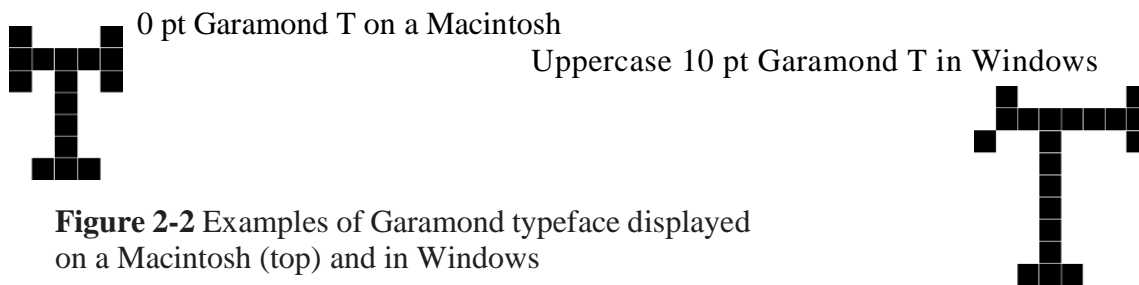 0 pt Garamond T on a Macintosh
Uppercase 10 pt Garamond T in Windows
Figure 2-2 Examples of Garamond typeface displayed
on a Macintosh (top) and in Windows